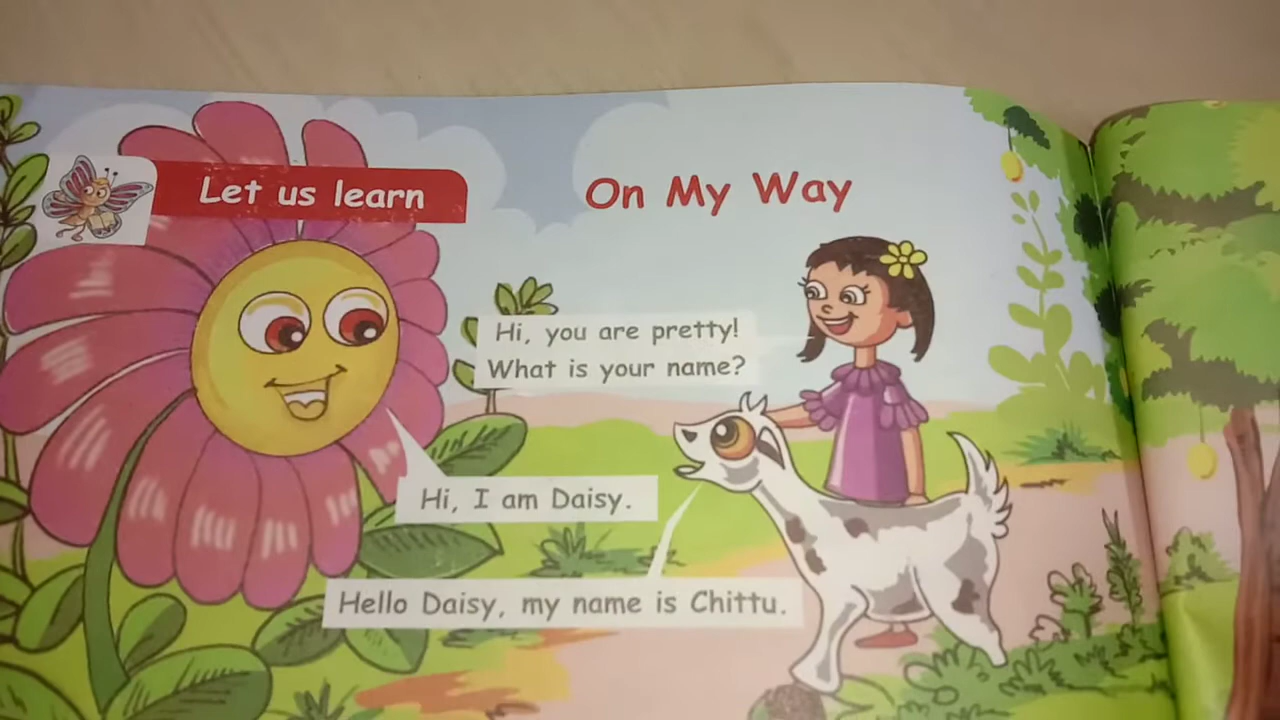 Let us learn
On My Way
Hi, you are pretty!
What is your name?
Hi, I am Daisy.
Hello Daisy, my name is Chittu.